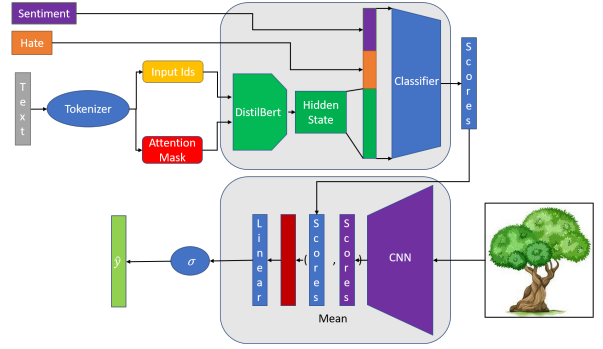 Sentiment
Hate
Text
Tokenizer
Input Ids
Attention
Mask
DistilBert
Hidden
State
Classifier
Scores
ŷ
σ
Linear
(
Scores
,
Scores
)
CNN
Mean